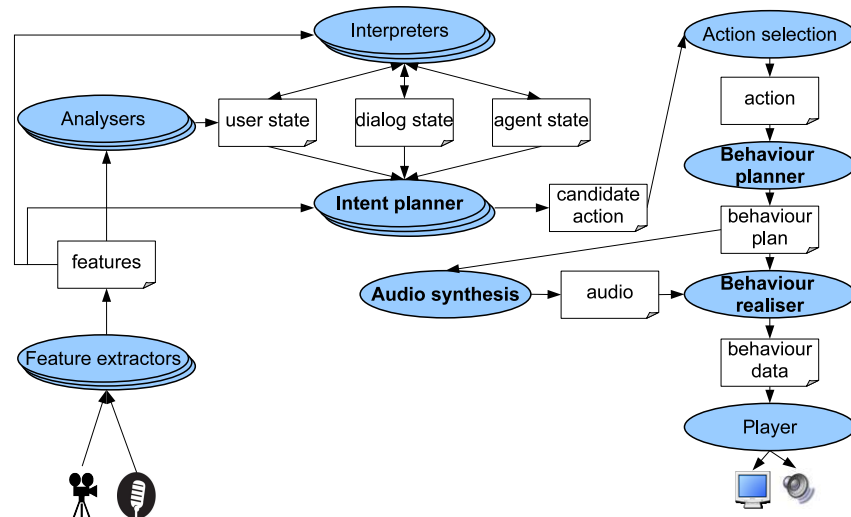 Interpreters
Action selection
Analysers
user state
dialog state
agent state
action
Behaviour
planner
Intent planner
candidate
action
behaviour
plan
features
Audio synthesis
audio
Behaviour
realiser
Feature extractors
behaviour
data
Player